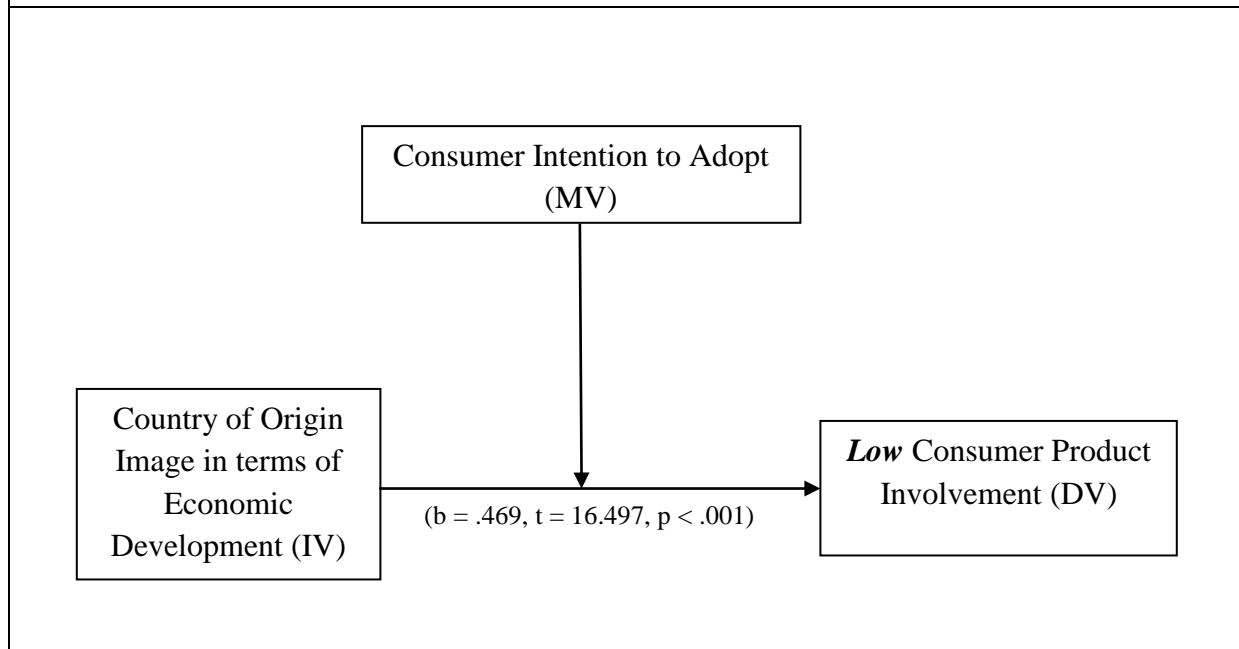 Consumer Intention to Adopt
(MV)
Country of Origin
Image in terms of
Economic
Development (IV)
(b = .469, t = 16.497, p < .001)
Low Consumer Product
Involvement (DV)